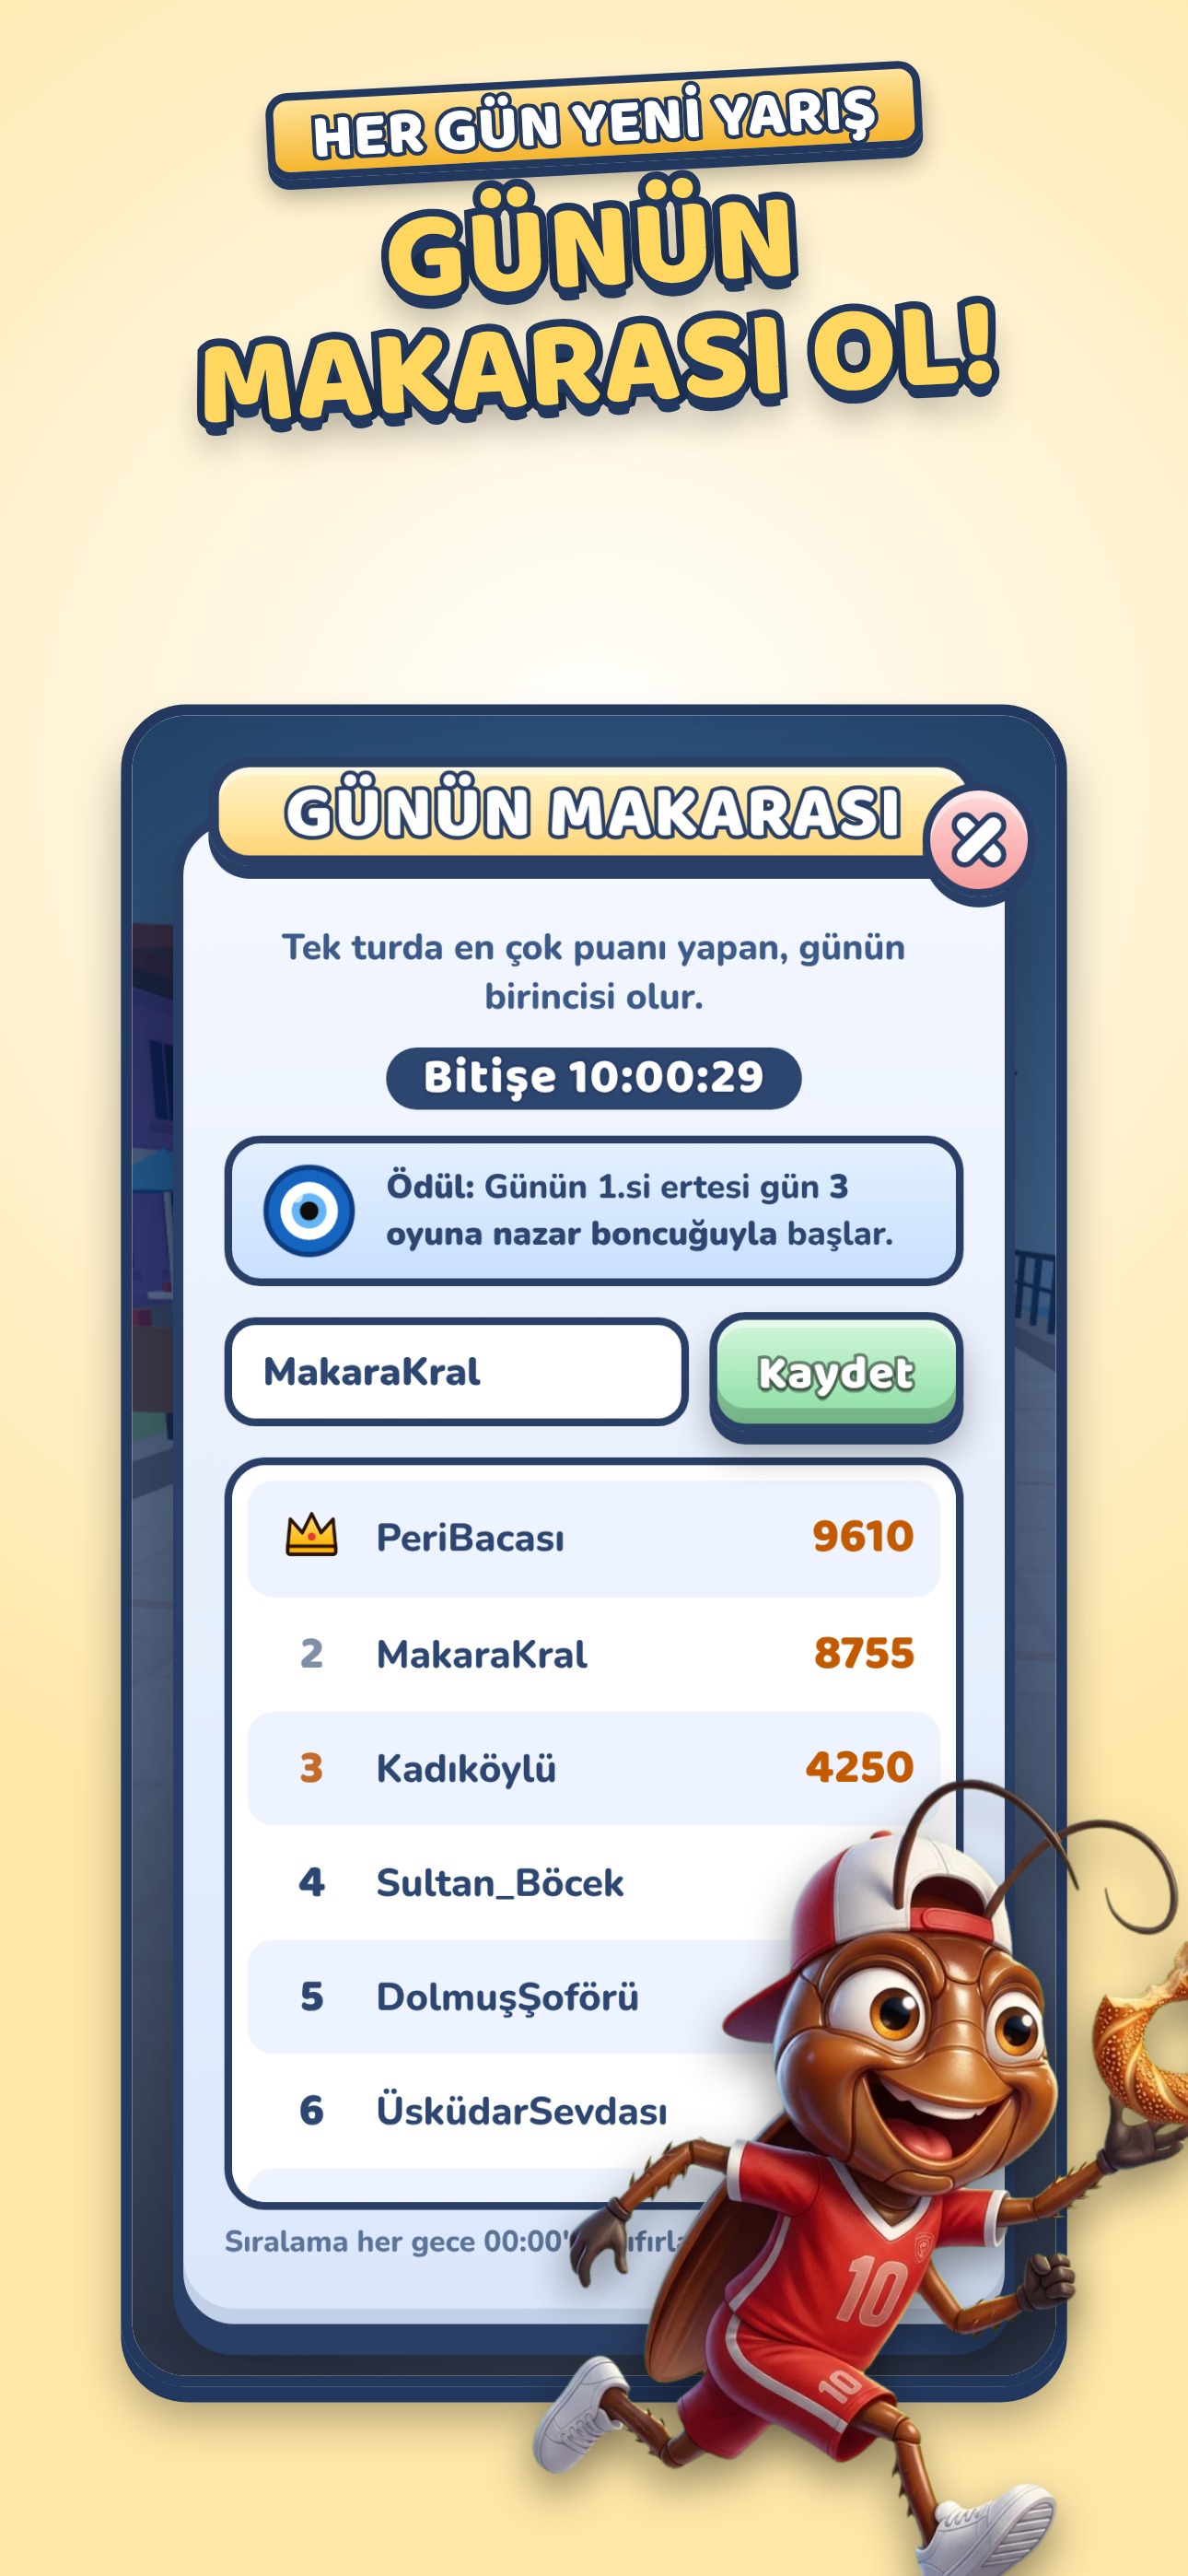 HER GÜN YENİ YARIŞ
GÜNÜN
MAKARASI OL!
GÜNÜN MAKARASI
Tek turda en çok puanı yapan, günün
birincisi olur.
Bitişe 10:00:29
Ödül: Günün 1.si ertesi gün 3
oyuna nazar boncuğuyla başlar.
MakaraKral
Kaydet
PeriBacası 9610
2 MakaraKral 8755
3 Kadıköylü 4250
4 Sultan_Böcek
5 DolmuşŞoförü
6 ÜsküdarSevdası
Sıralama her gece 00:00'
10
10